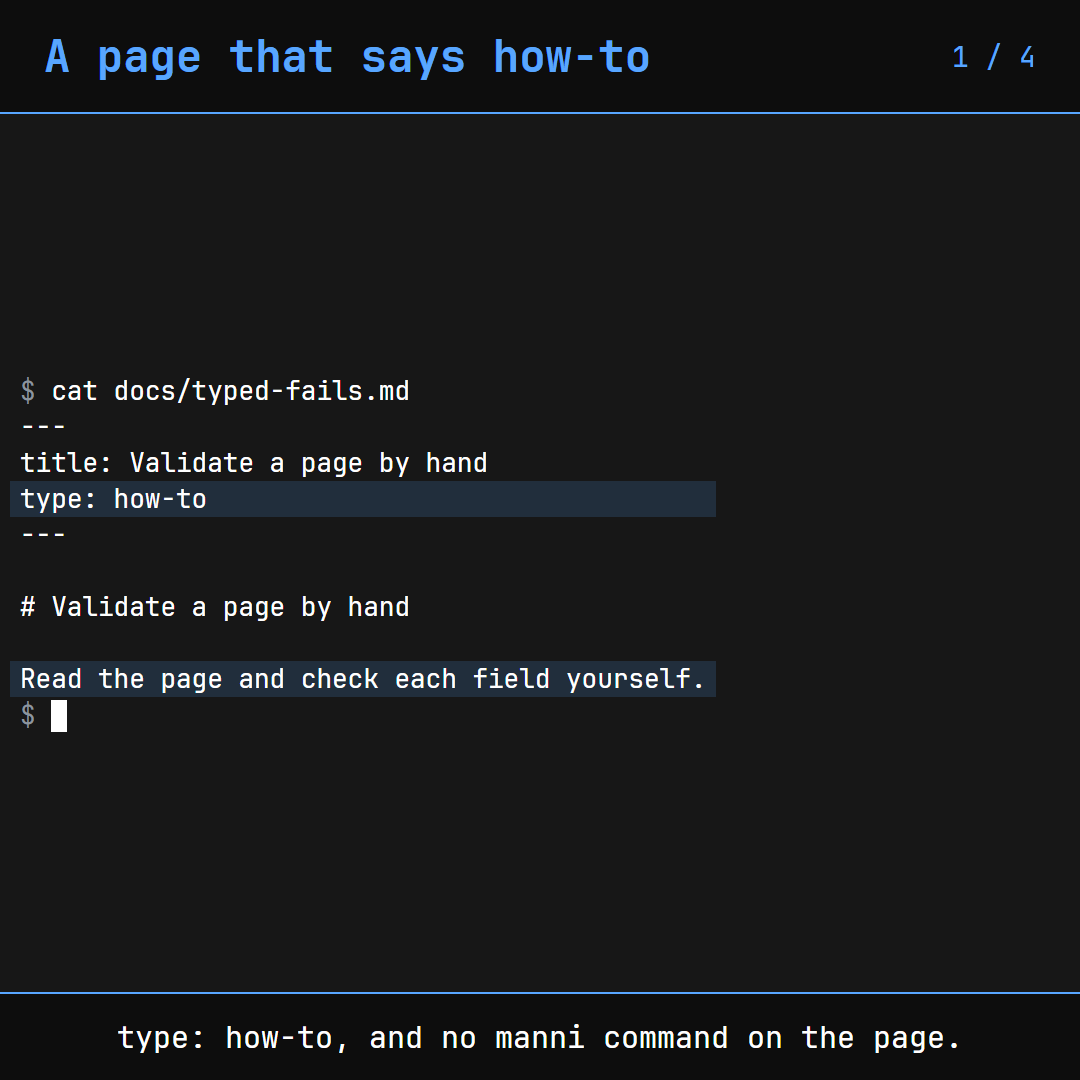 A page that says how-to
1 / 4
$ cat docs/typed-fails.md
---
title: Validate a page by hand
type: how-to
---
# Validate a page by hand
Read the page and check each field yourself.
$
type: how-to, and no manni command on the page.